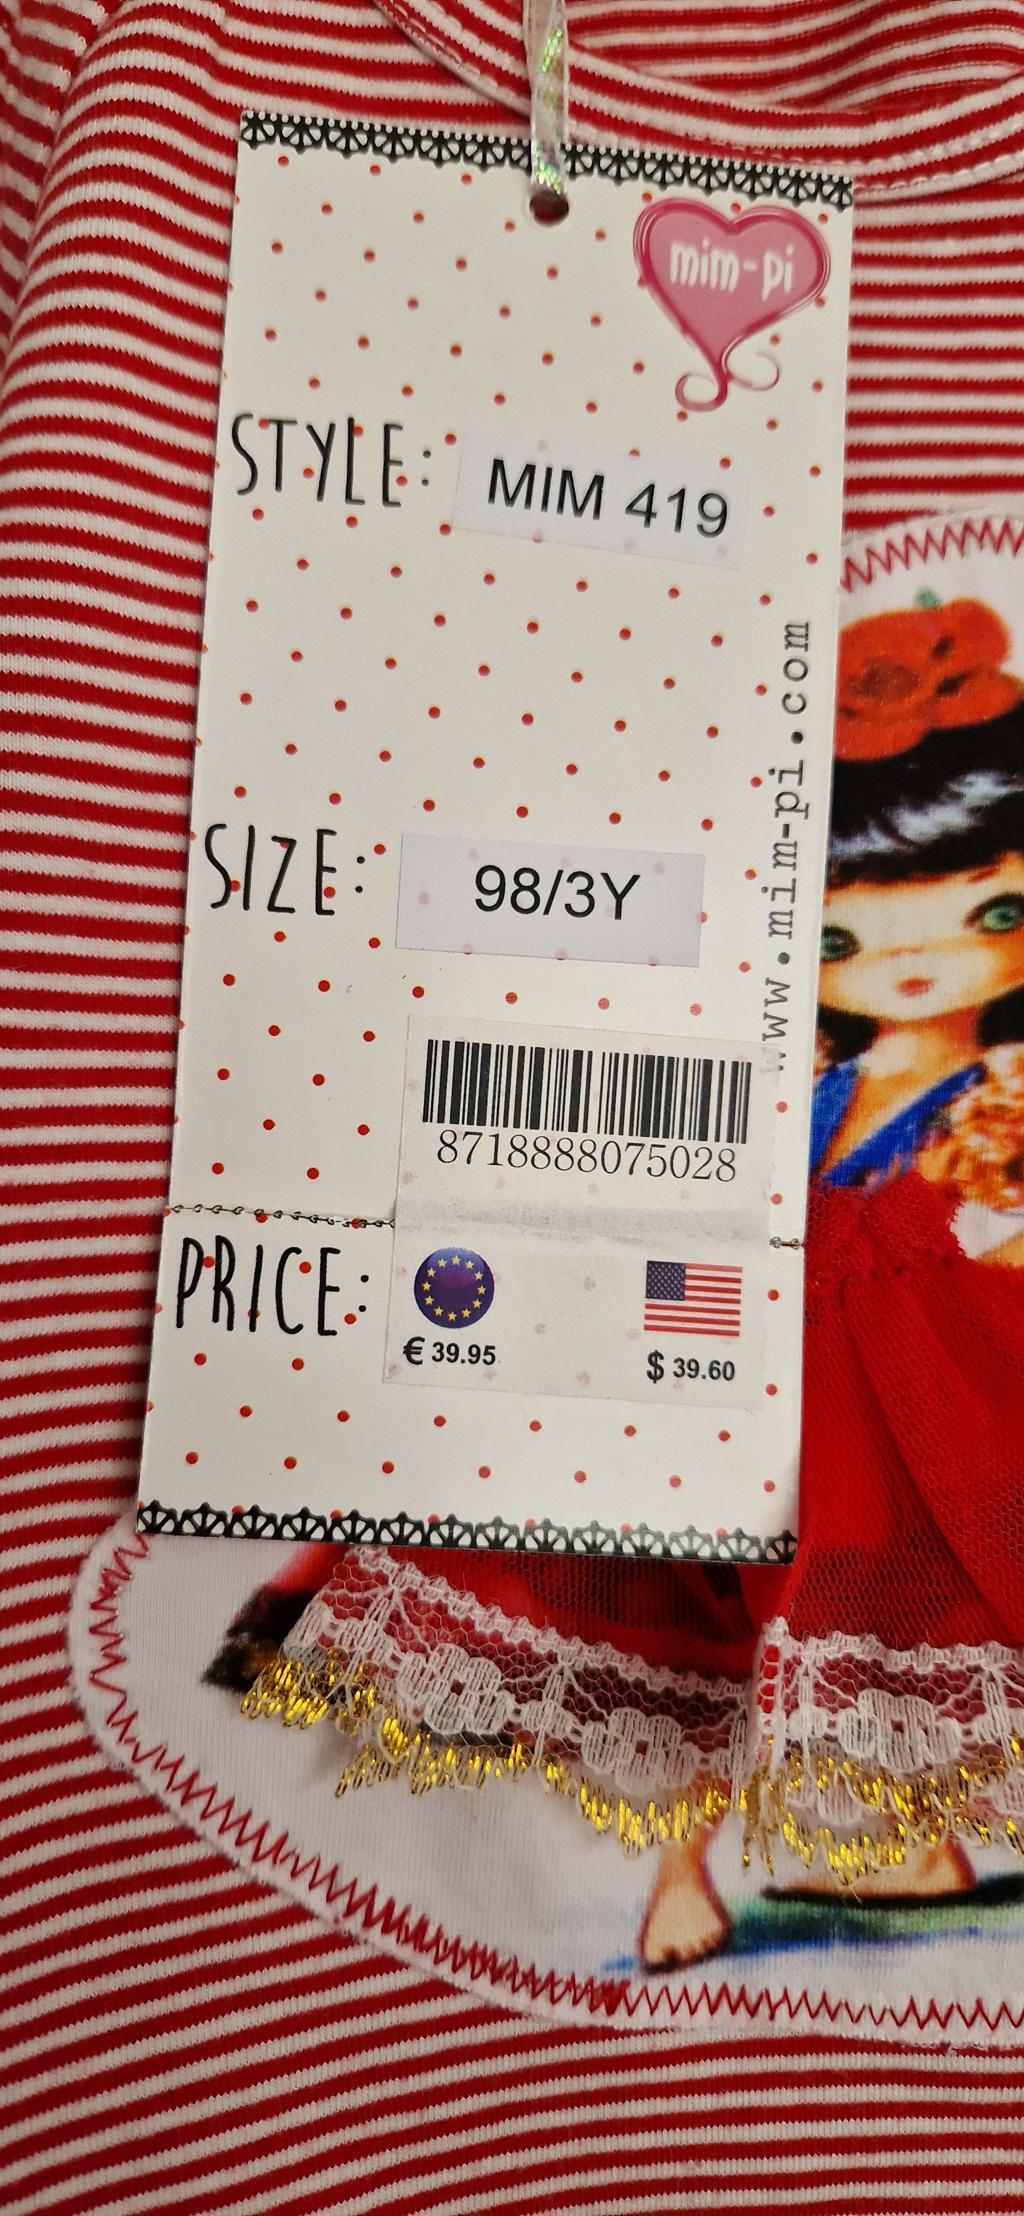 mim-pi
STYLE: MIM 419
www.mim-pi.com
SIZE: 98/3Y
8718888075028
PRICE:
€ 39.95 $ 39.60